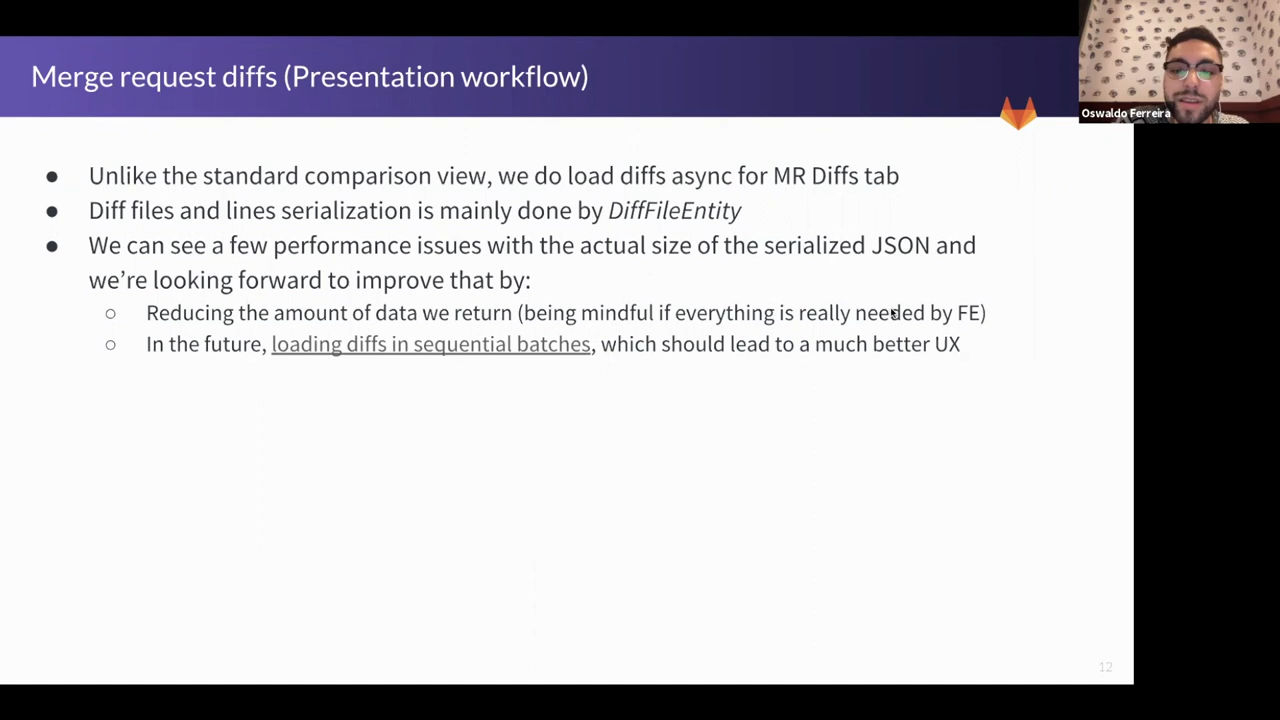 Merge request diffs (Presentation workflow)
Oswaldo Ferreira
● Unlike the standard comparison view, we do load diffs async for MR Diffs tab
● Diff files and lines serialization is mainly done by DiffFileEntity
● We can see a few performance issues with the actual size of the serialized JSON and
we’re looking forward to improve that by:
○ Reducing the amount of data we return (being mindful if everything is really needed by FE)
○ In the future, loading diffs in sequential batches, which should lead to a much better UX
12